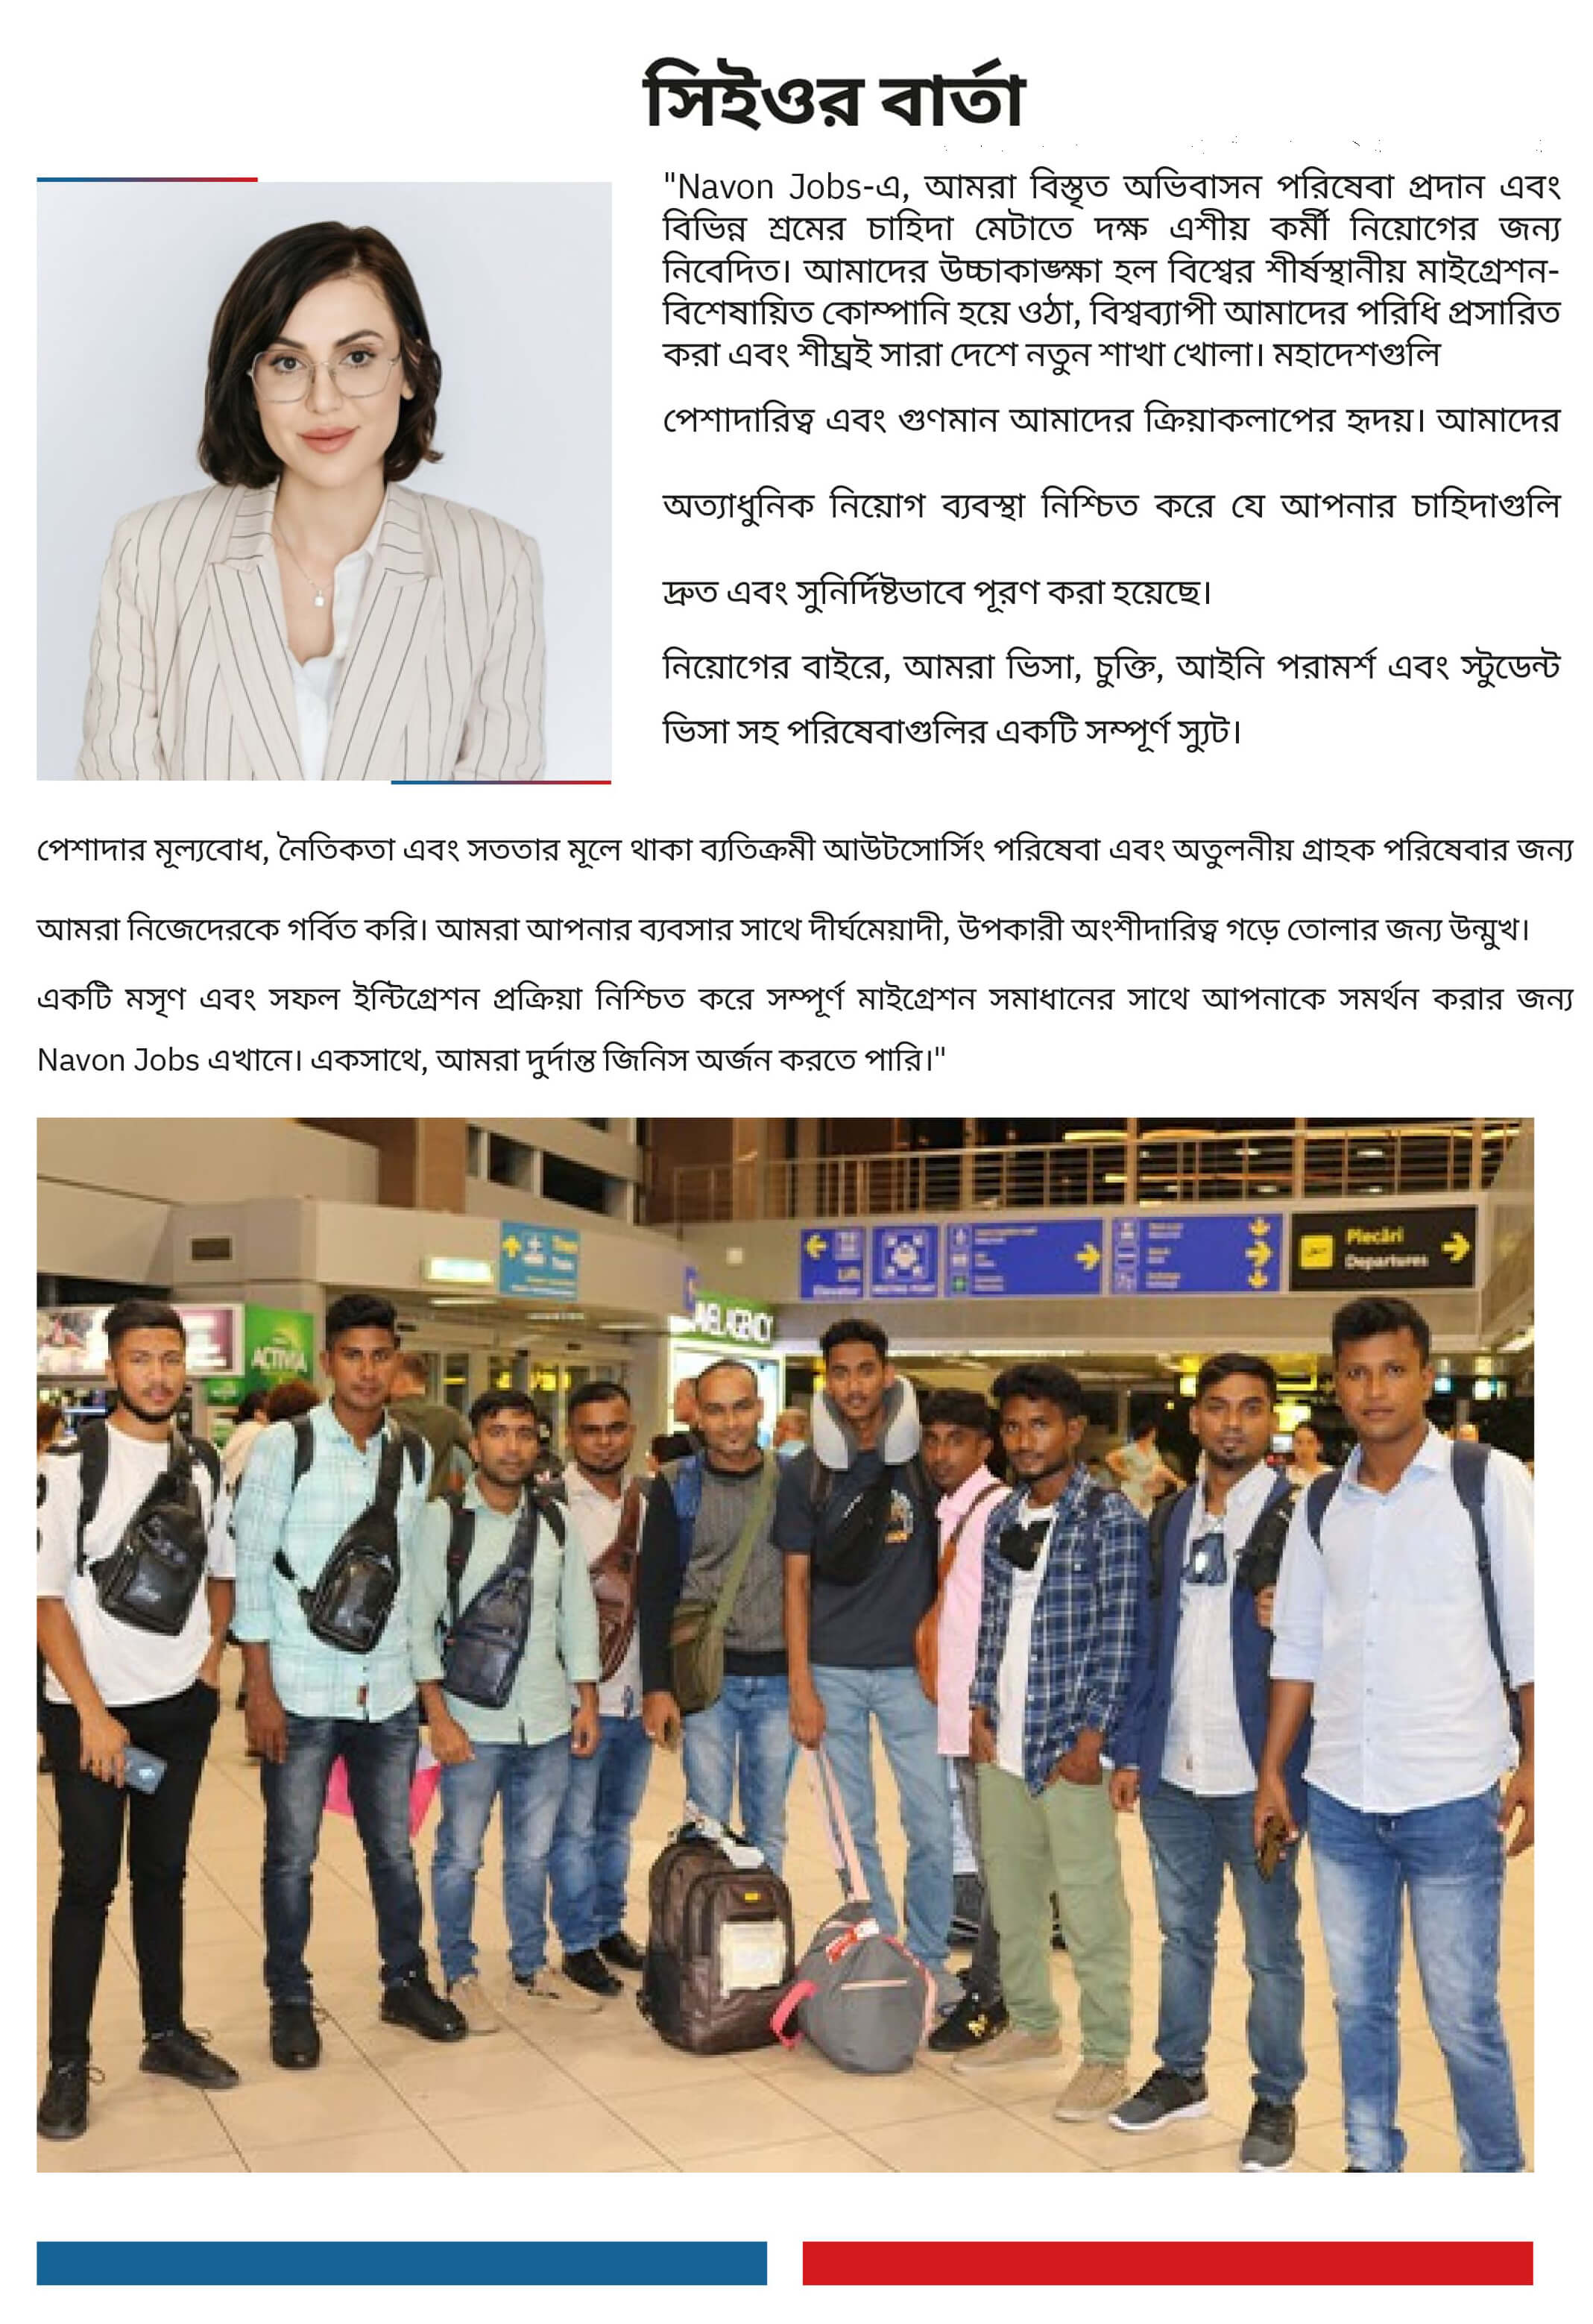 সিইওর বার্তা
"Navon Jobs-এ, আমরা বিস্তৃত অভিবাসন পরিষেবা প্রদান এবং
বিভিন্ন শ্রমের চাহিদা মেটাতে দক্ষ এশীয় কর্মী নিয়োগের জন্য
নিবেদিত। আমাদের উচ্চাকাঙ্ক্ষা হল বিশ্বের শীর্ষস্থানীয় মাইগ্রেশন-
বিশেষায়িত কোম্পানি হয়ে ওঠা, বিশ্বব্যাপী আমাদের পরিধি প্রসারিত
করা এবং শীঘ্রই সারা দেশে নতুন শাখা খোলা। মহাদেশগুলি
পেশাদারিত্ব এবং গুণমান আমাদের ক্রিয়াকলাপের হৃদয়। আমাদের
অত্যাধুনিক নিয়োগ ব্যবস্থা নিশ্চিত করে যে আপনার চাহিদাগুলি
দ্রুত এবং সুনির্দিষ্টভাবে পূরণ করা হয়েছে।
নিয়োগের বাইরে, আমরা ভিসা, চুক্তি, আইনি পরামর্শ এবং স্টুডেন্ট
ভিসা সহ পরিষেবাগুলির একটি সম্পূর্ণ স্যুট।
পেশাদার মূল্যবোধ, নৈতিকতা এবং সততার মূলে থাকা ব্যতিক্রমী আউটসোর্সিং পরিষেবা এবং অতুলনীয় গ্রাহক পরিষেবার জন্য
আমরা নিজেদেরকে গর্বিত করি। আমরা আপনার ব্যবসার সাথে দীর্ঘমেয়াদী, উপকারী অংশীদারিত্ব গড়ে তোলার জন্য উন্মুখ।
একটি মসৃণ এবং সফল ইন্টিগ্রেশন প্রক্রিয়া নিশ্চিত করে সম্পূর্ণ মাইগ্রেশন সমাধানের সাথে আপনাকে সমর্থন করার জন্য
Navon Jobs এখানে। একসাথে, আমরা দুর্দান্ত জিনিস অর্জন করতে পারি।"
Tren
Train
Lift
Elevator
MEETING POINT
Plecări
Departures
ACTIVIA